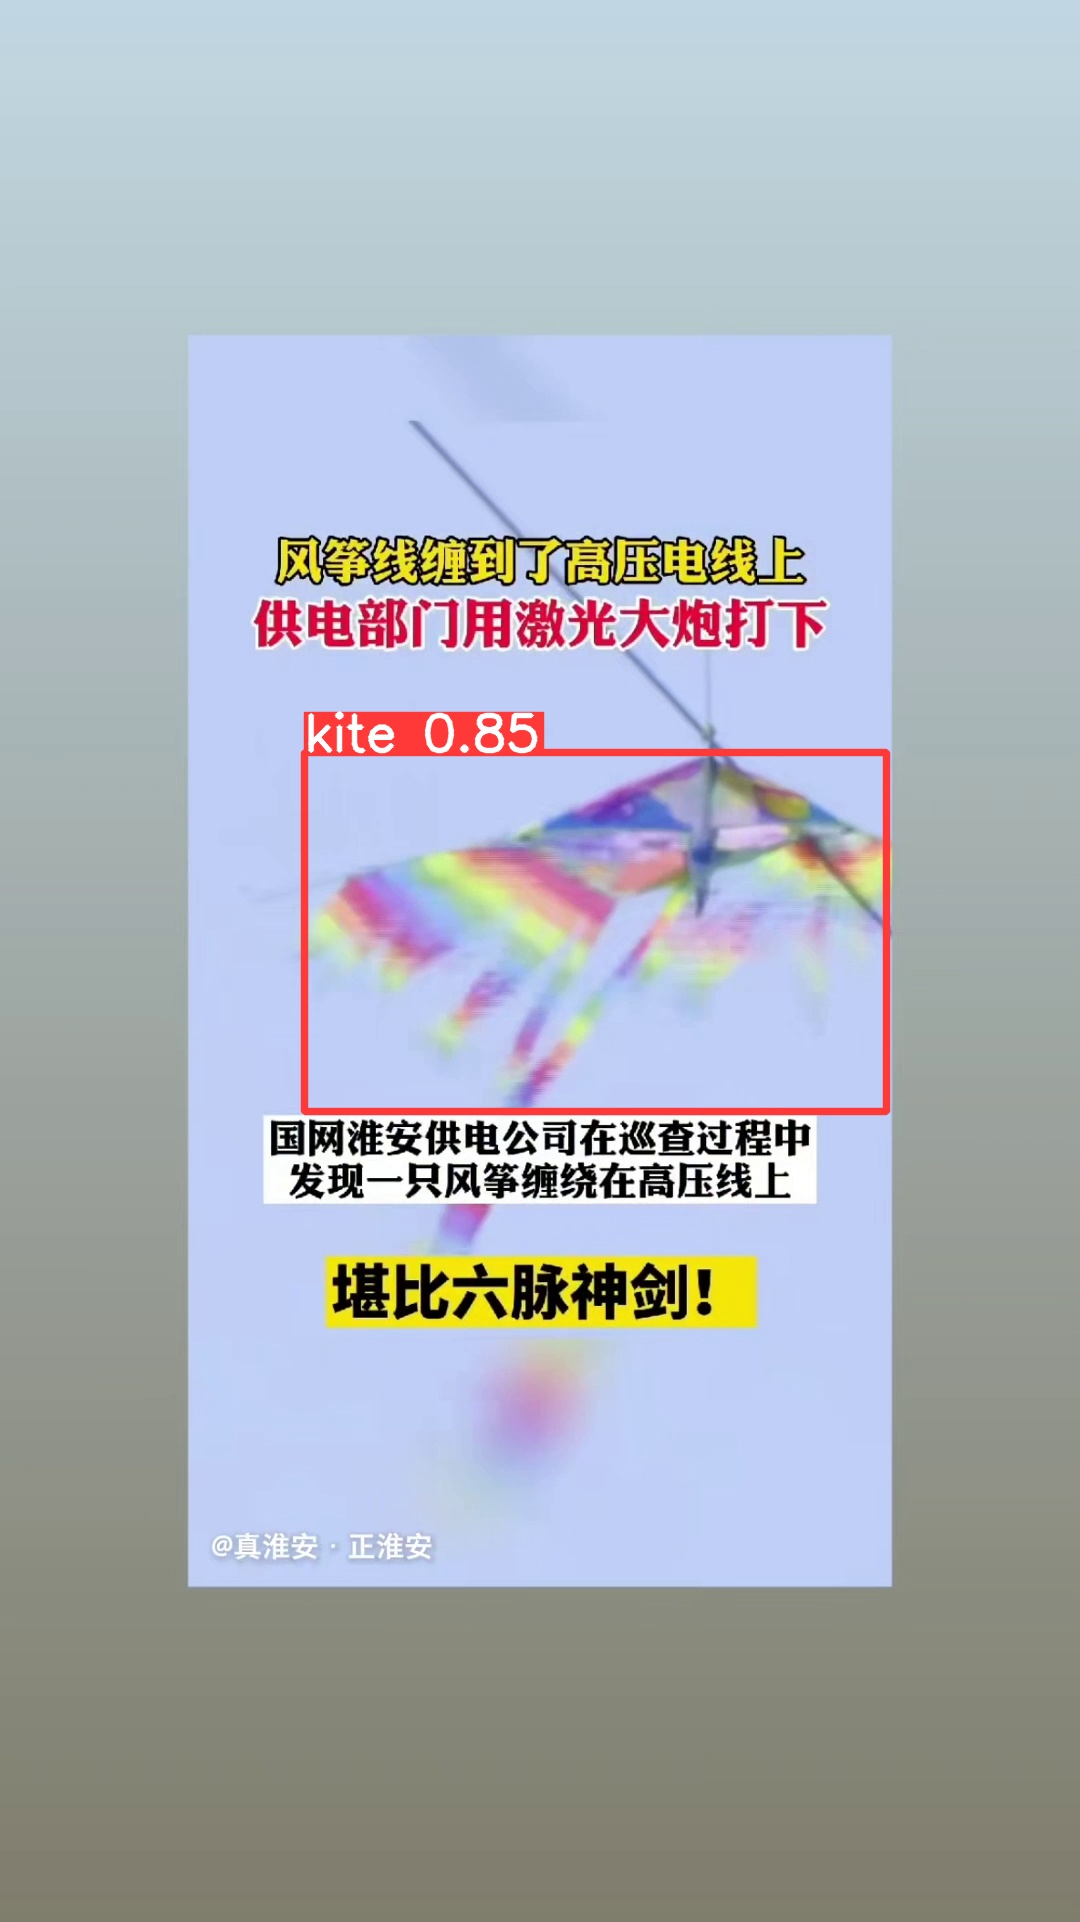 风筝线缠到了高压电线上
供电部门用激光大炮打下
kite 0.85
国网淮安供电公司在巡查过程中
发现一只风筝缠绕在高压线上
堪比六脉神剑！
@真淮安·正淮安